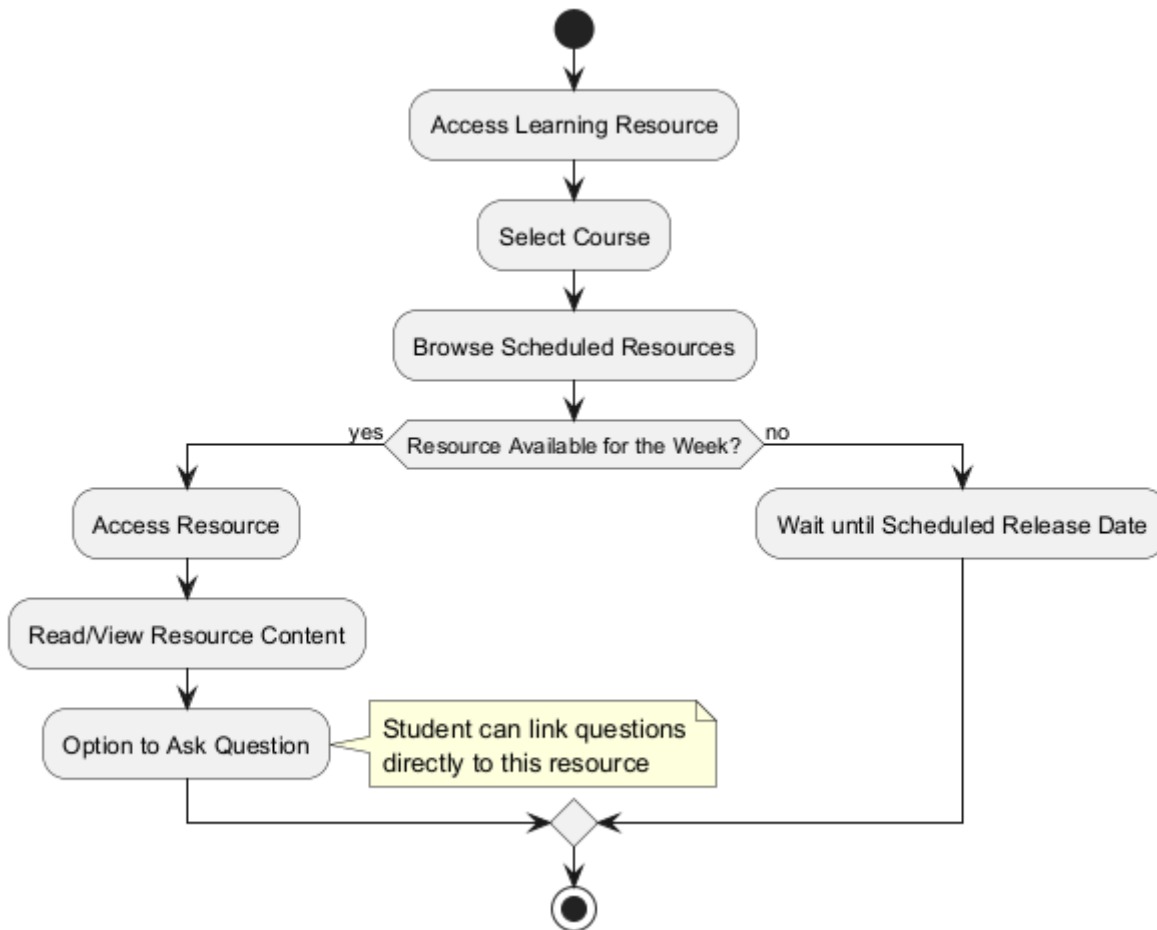 Access Learning Resource
Select Course
Browse Scheduled Resources
yes
Resource Available for the Week?
no
Access Resource
Wait until Scheduled Release Date
Read/View Resource Content
Option to Ask Question
Student can link questions
directly to this resource